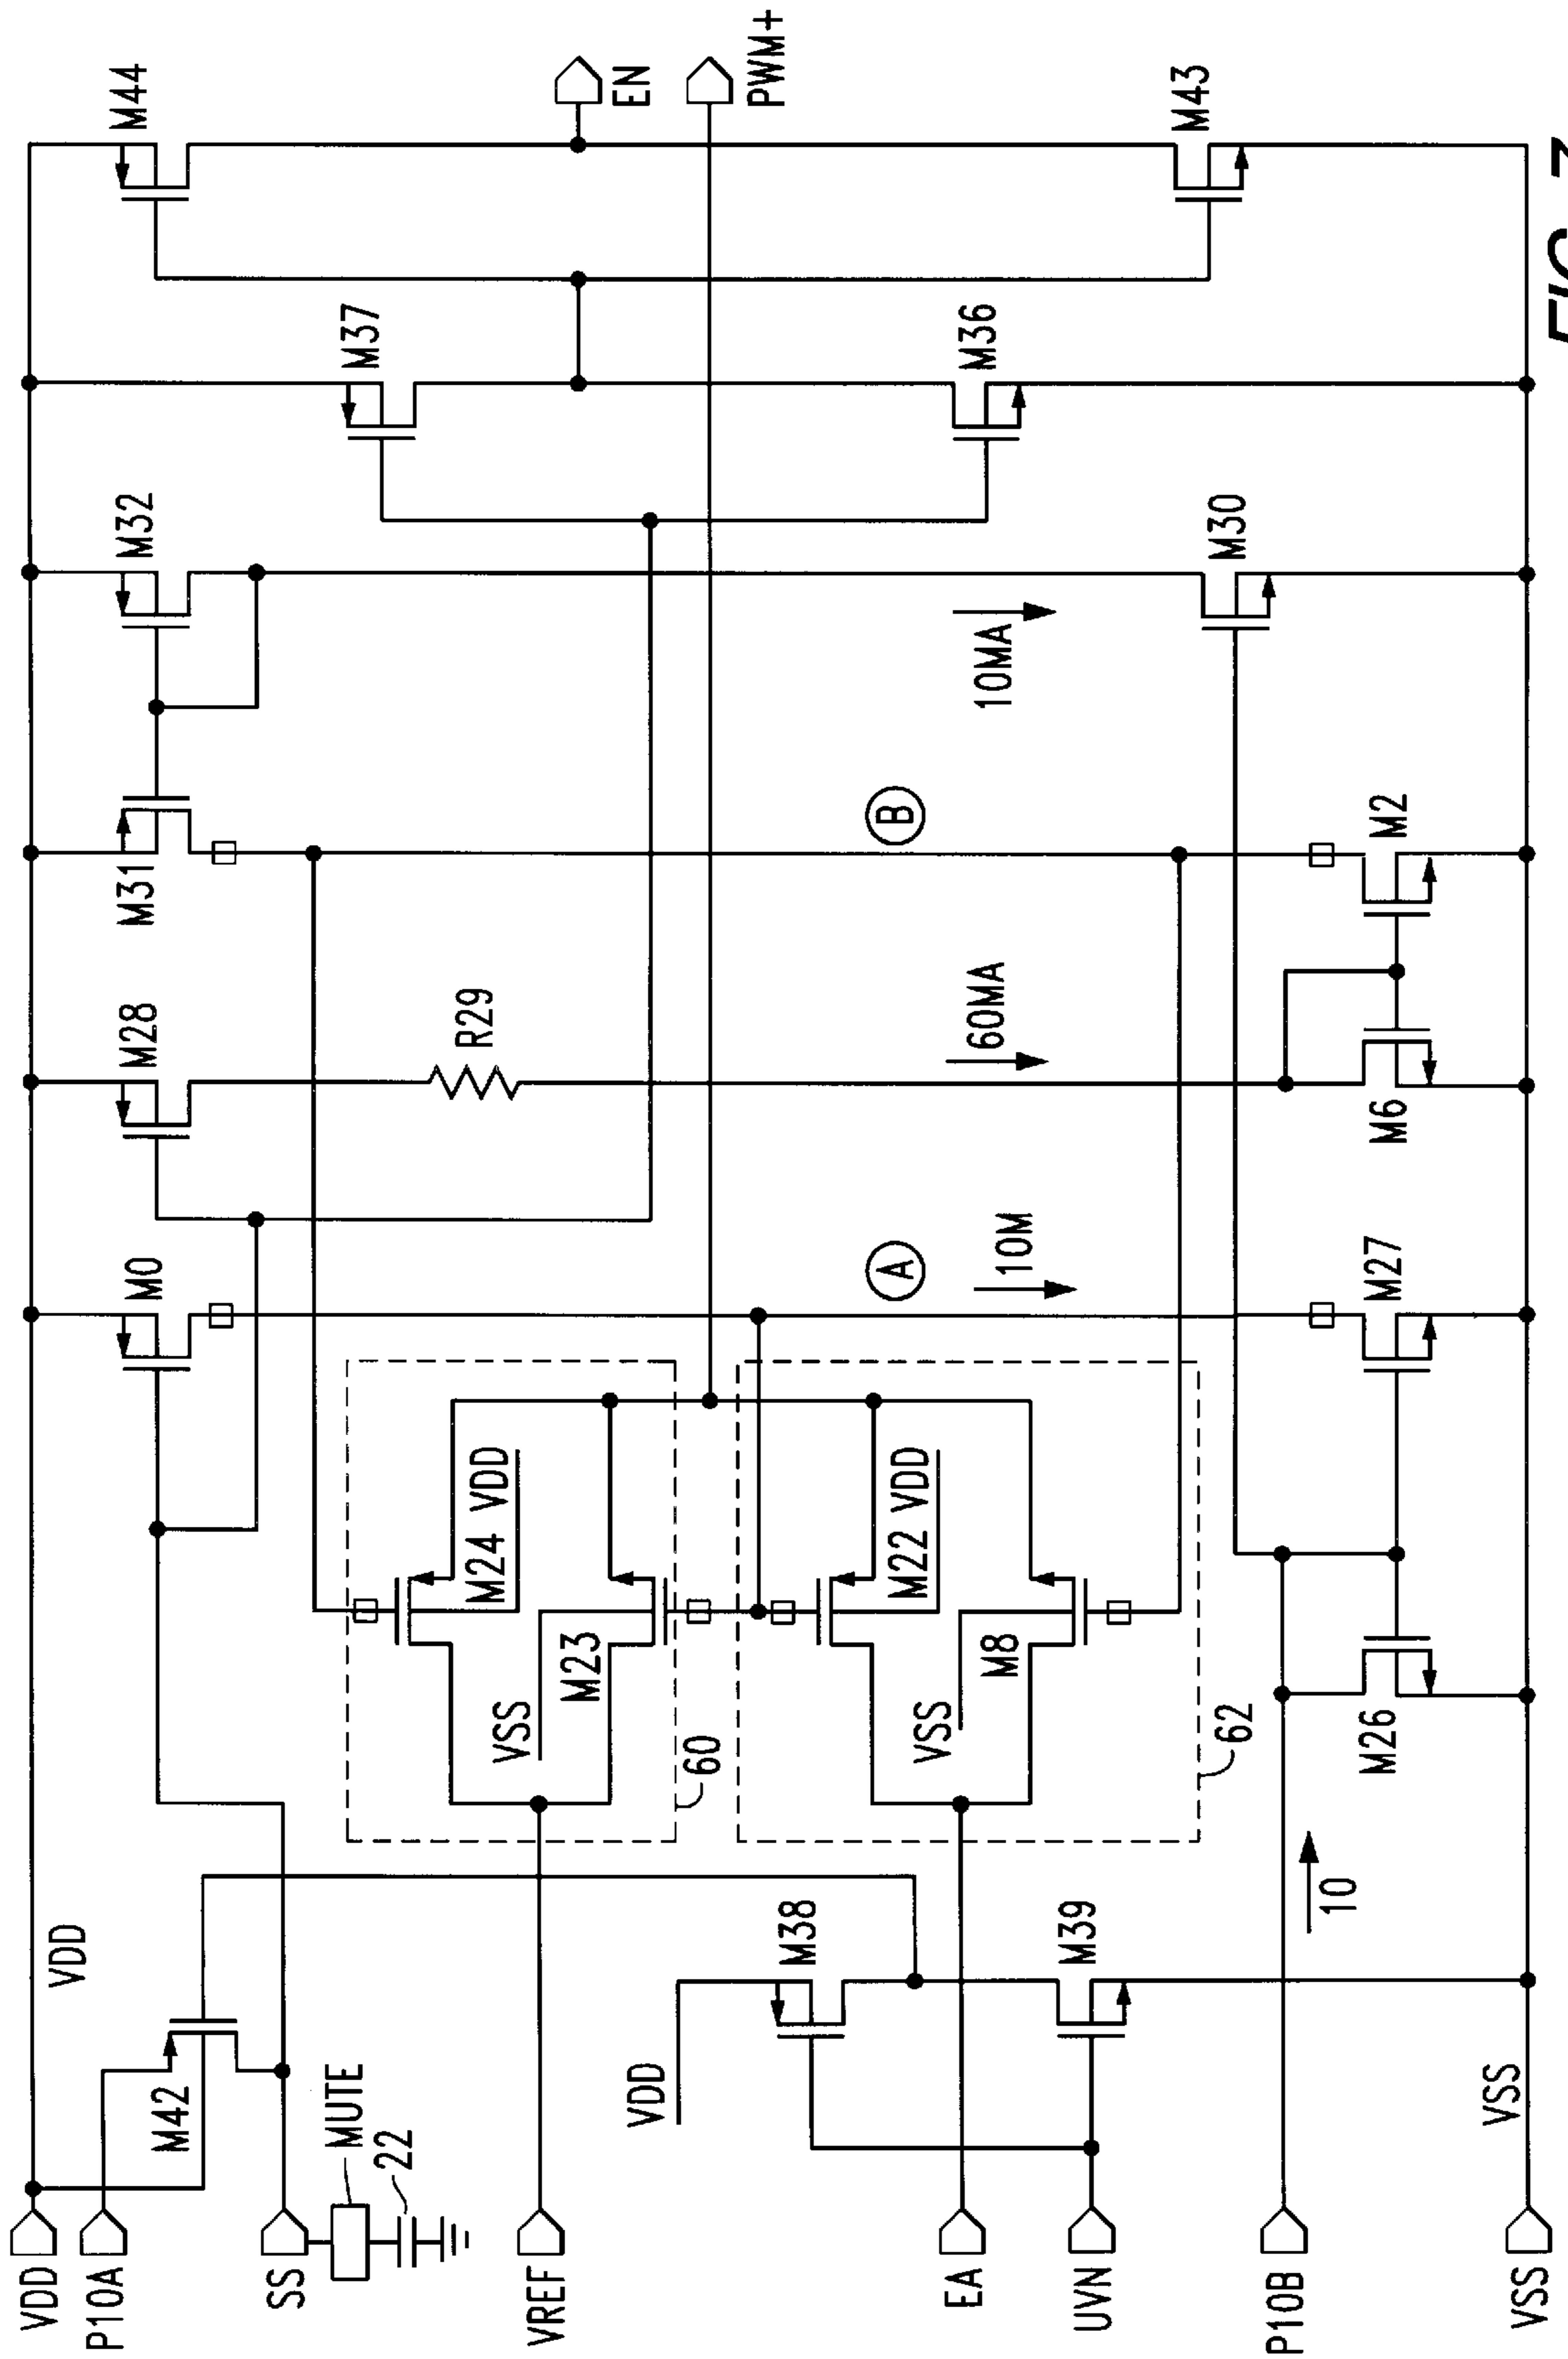 VDD
P10A
SS
VREF
EA
UVN
P10B
VSS
VDD
M42
MUTE
22
VDD
M38
M39
10
VSS
M24 VDD
VSS
M23
60
M22 VDD
VSS
M8
62
M26
M0
A
10M
M27
M28
R29
60MA
M6
M31
B
M2
M32
10MA
M30
M37
M36
M44
EN
PWM+
M43